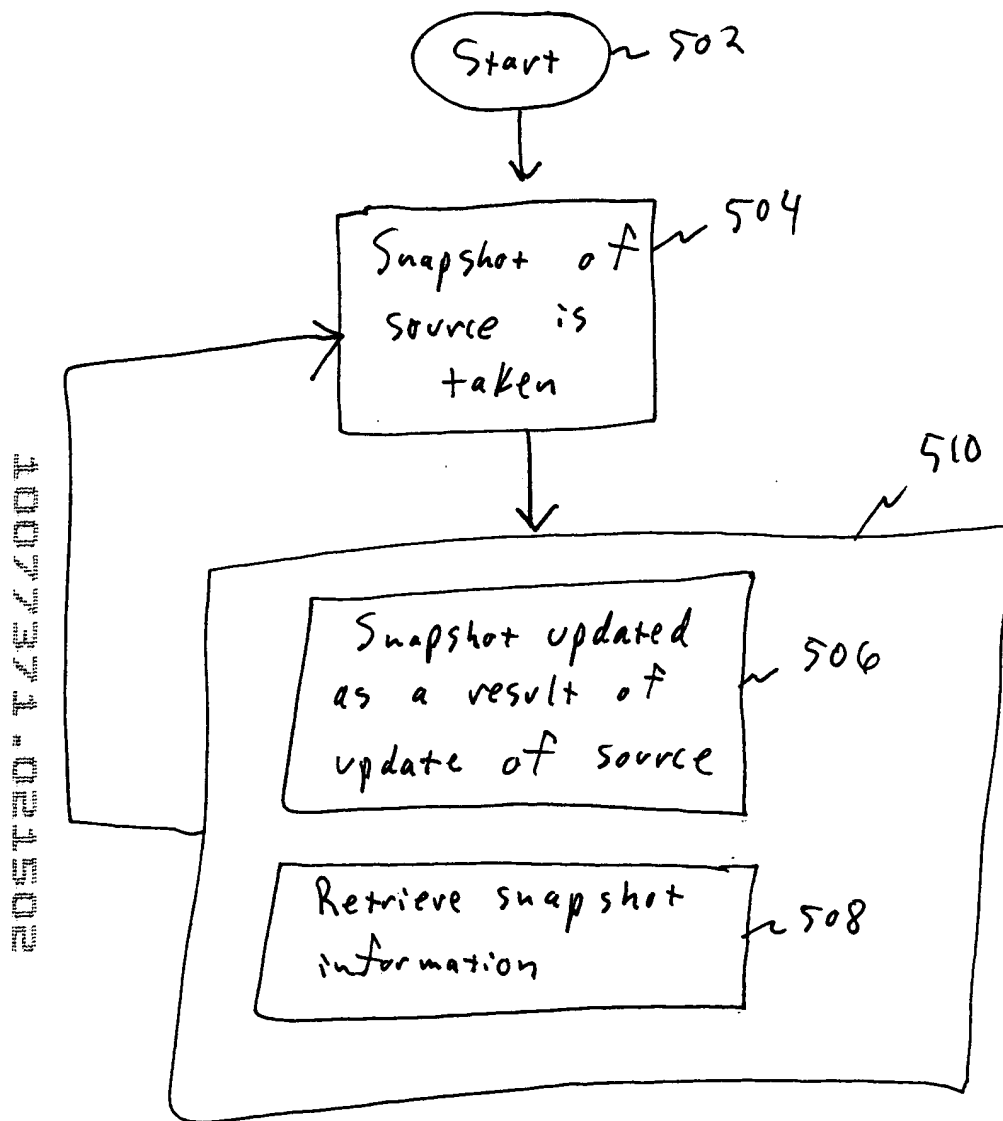 Start
502
Snapshot of
source is
taken
504
510
Snapshot updated
as a result of
update of source
506
Retrieve snapshot
information
508
10077371.021502